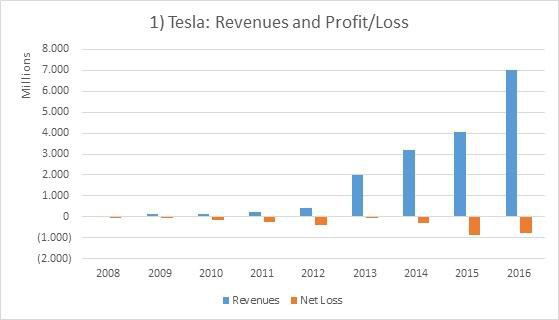 1) Tesla: Revenues and Profit/Loss
Millions
8.000
7.000
6.000
5.000
4.000
3.000
2.000
1.000
0
(1.000)
(2.000)
2008 2009 2010 2011 2012 2013 2014 2015 2016
Revenues Net Loss